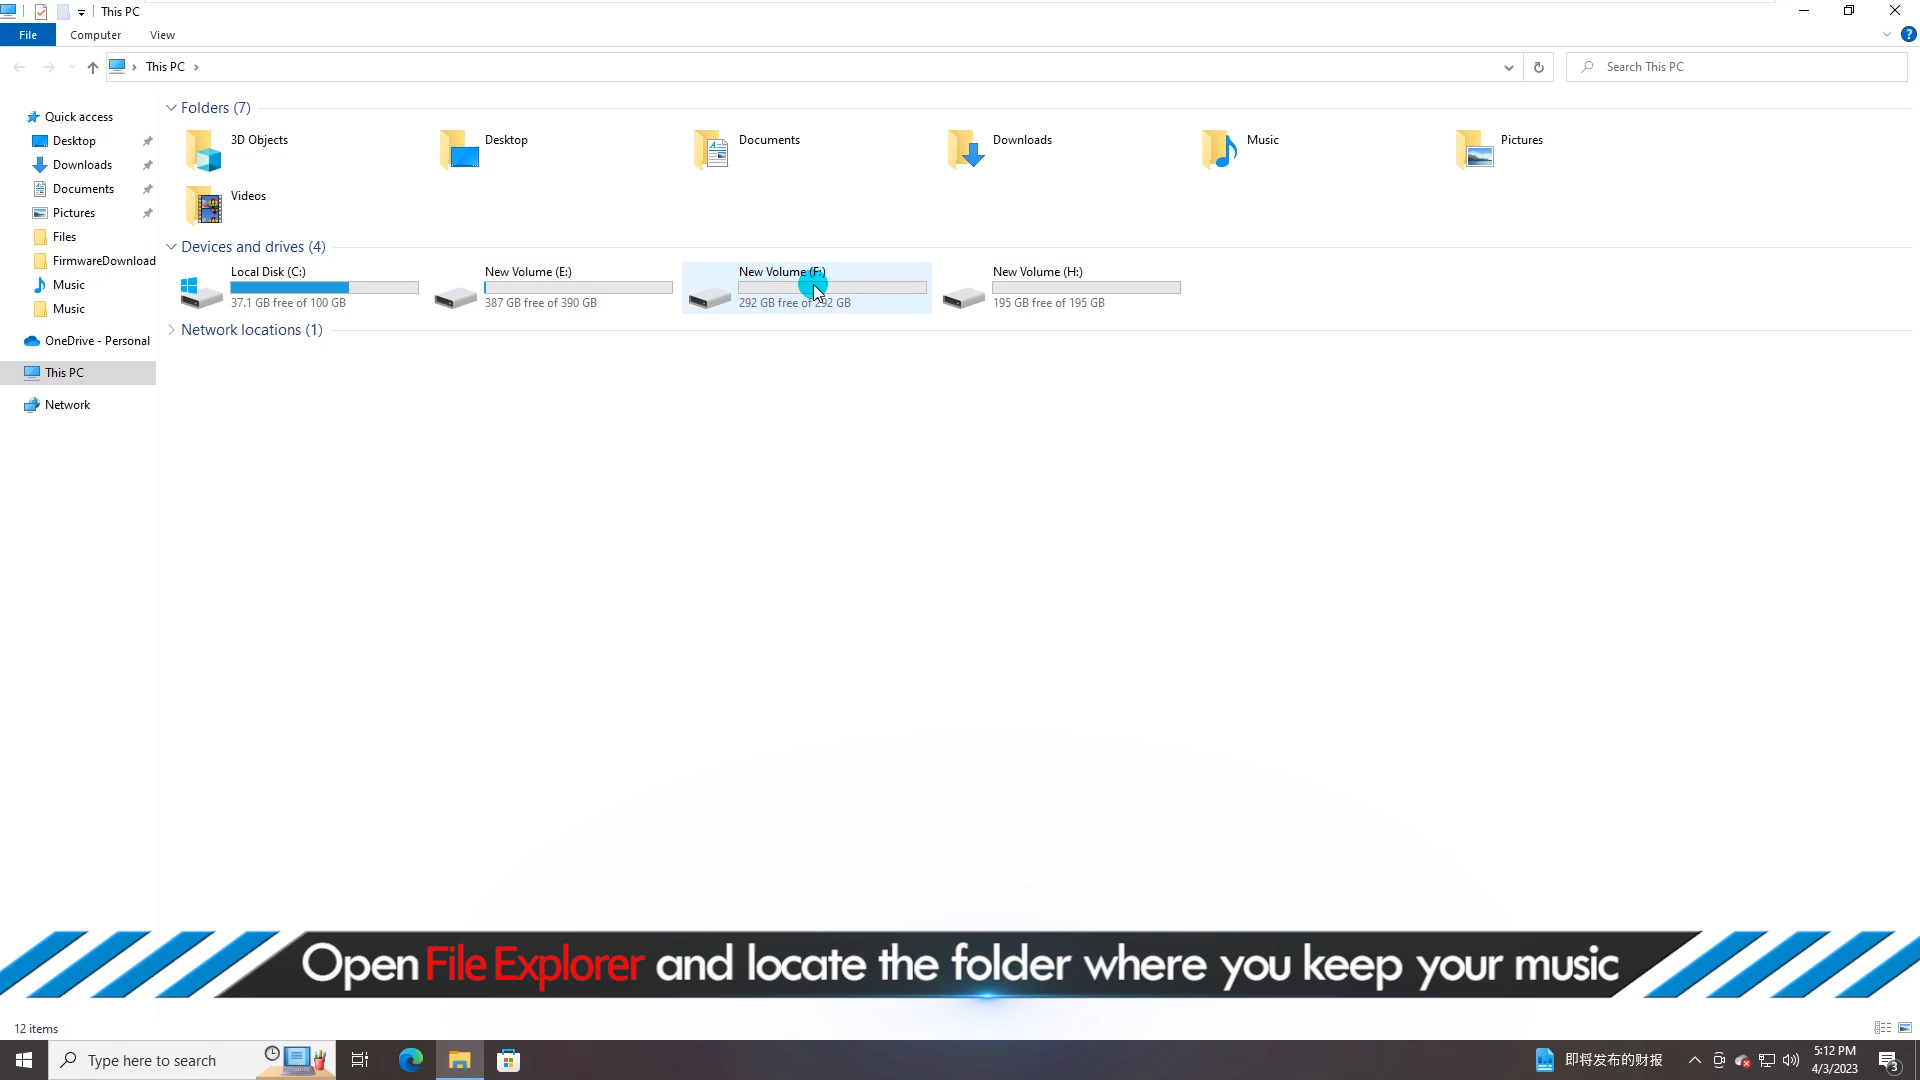 This PC
File
Computer
View
This PC
Search This PC
Quick access
Desktop
Downloads
Documents
Pictures
Files
FirmwareDownload
Music
Music
OneDrive - Personal
This PC
Network
Folders (7)
3D Objects
Desktop
Documents
Downloads
Music
Pictures
Videos
Devices and drives (4)
Local Disk (C:)
37.1 GB free of 100 GB
New Volume (E:)
387 GB free of 390 GB
New Volume (F:)
292 GB free of 292 GB
New Volume (H:)
195 GB free of 195 GB
Network locations (1)
Open File Explorer and locate the folder where you keep your music
12 items
Type here to search
即将发布的财报
5:12 PM
4/3/2023
3